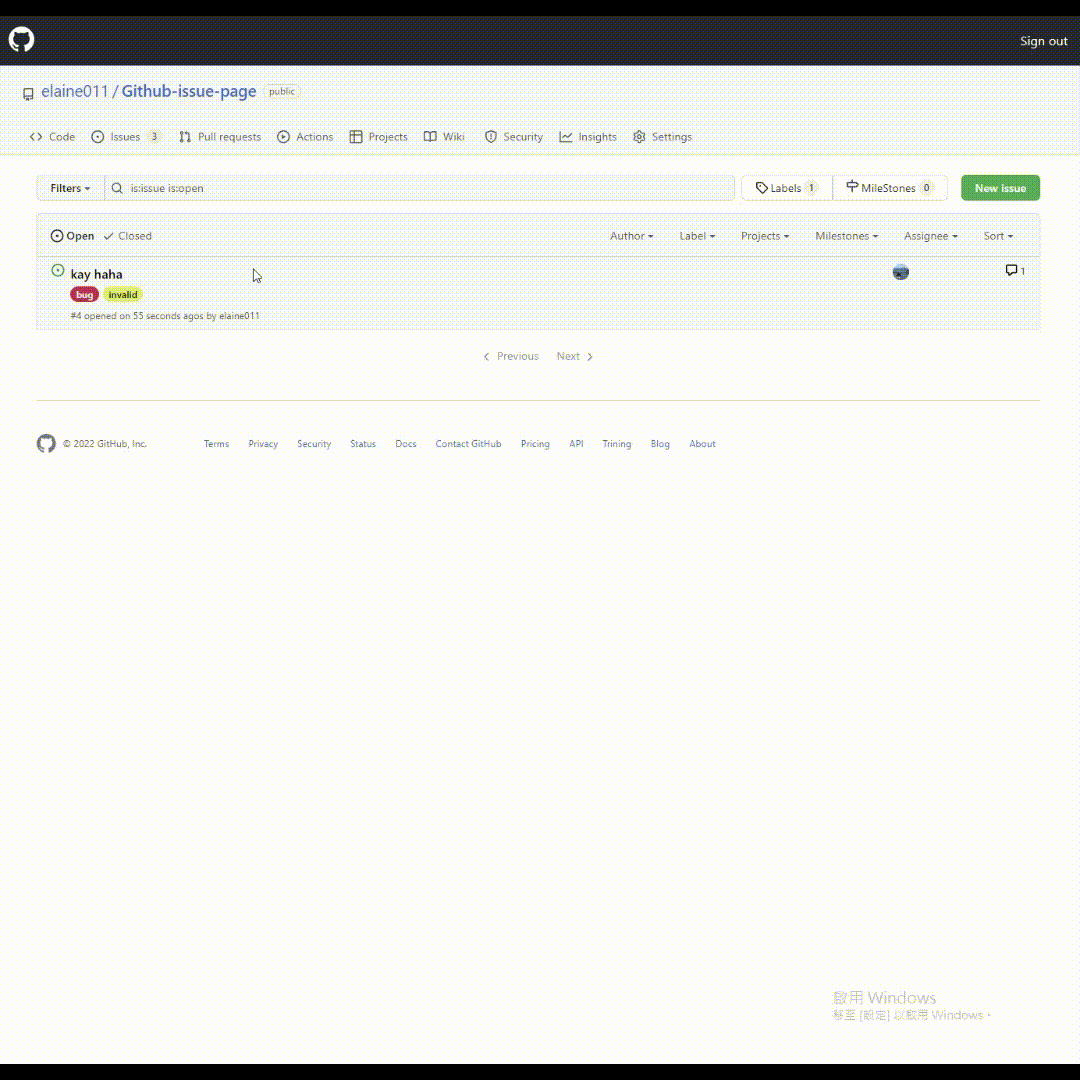 Sign out
elaine011 / Github-issue-page public
Code Issues 3 Pull requests Actions Projects Wiki Security Insights Settings
Filters is:issue is:open Labels 1 MileStones 0 New issue
Open Closed Author Label Projects Milestones Assignee Sort
kay haha 1
bug invalid
#4 opened on 55 seconds agos by elaine011
Previous Next
© 2022 GitHub, Inc. Terms Privacy Security Status Docs Contact GitHub Pricing API Trining Blog About
啟用 Windows
移至 [設定] 以啟用 Windows。